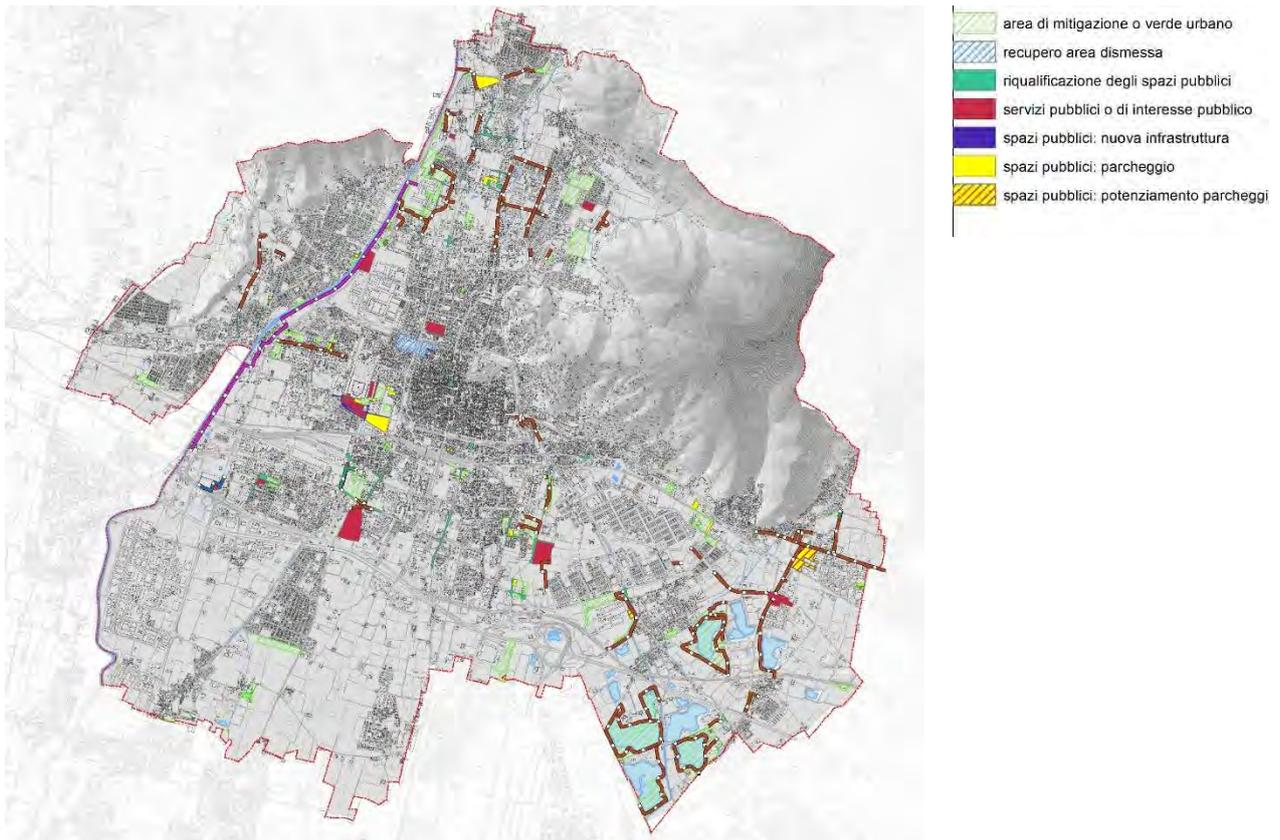 area di mitigazione o verde urbano
recupero area dismessa
riqualificazione degli spazi pubblici
servizi pubblici o di interesse pubblico
spazi pubblici: nuova infrastruttura
spazi pubblici: parcheggio
spazi pubblici: potenziamento parcheggi